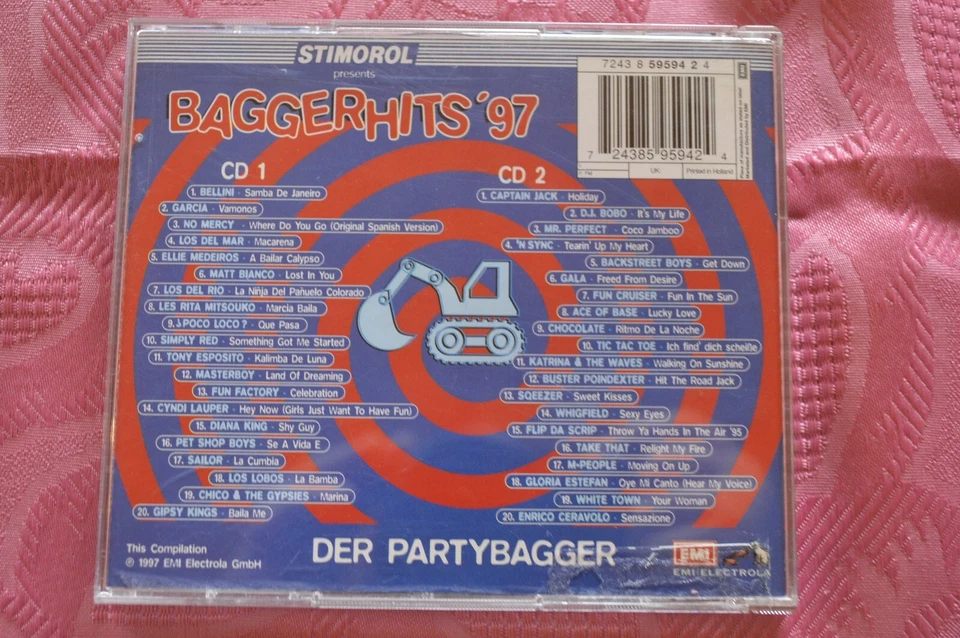 STIMOROL
presents
BAGGERHITS '97
7243 8 59594 2 4
7 24385 95942 4
UK:
Printed in Holland
CD 1
1. BELLINI · Samba De Janeiro
2. GARCIA · Vamonos
3. NO MERCY · Where Do You Go (Original Spanish Version)
4. LOS DEL MAR · Macarena
5. ELLIE MEDEIROS · A Bailar Calypso
6. MATT BIANCO · Lost In You
7. LOS DEL RIO · La Niñja Del Pañuelo Colorado
8. LES RITA MITSOUKO · Marcia Baila
9. ¿POCO LOCO? · Que Pasa
10. SIMPLY RED · Something Got Me Started
11. TONY ESPOSITO · Kalimba De Luna
12. MASTERBOY · Land Of Dreaming
13. FUN FACTORY · Celebration
14. CYNDI LAUPER · Hey Now (Girls Just Want To Have Fun)
15. DIANA KING · Shy Guy
16. PET SHOP BOYS · Se A Vida E
17. SAILOR · La Cumbia
18. LOS LOBOS · La Bamba
19. CHICO & THE GYPSIES · Marina
20. GIPSY KINGS · Baila Me
CD 2
1. CAPTAIN JACK · Holiday
2. D.J. BOBO · It's My Life
3. MR. PERFECT · Coco Jamboo
4. 'N SYNC · Tearin' Up My Heart
5. BACKSTREET BOYS · Get Down
6. GALA · Freed From Desire
7. FUN CRUISER · Fun In The Sun
8. ACE OF BASE · Lucky Love
9. CHOCOLATE · Ritmo De La Noche
10. TIC TAC TOE · Ich find' dich scheiße
11. KATRINA & THE WAVES · Walking On Sunshine
12. BUSTER POINDEXTER · Hit The Road Jack
13. SQEEZER · Sweet Kisses
14. WHIGFIELD · Sexy Eyes
15. FLIP DA SCRIP · Throw Ya Hands In The Air '95
16. TAKE THAT · Relight My Fire
17. M-PEOPLE · Moving On Up
18. GLORIA ESTEFAN · Oye Mi Canto (Hear My Voice)
19. WHITE TOWN · Your Woman
20. ENRICO CERAVOLO · Sensazione
This Compilation
℗ 1997 EMI Electrola GmbH
DER PARTYBAGGER
EMI
EMI ELECTROLA